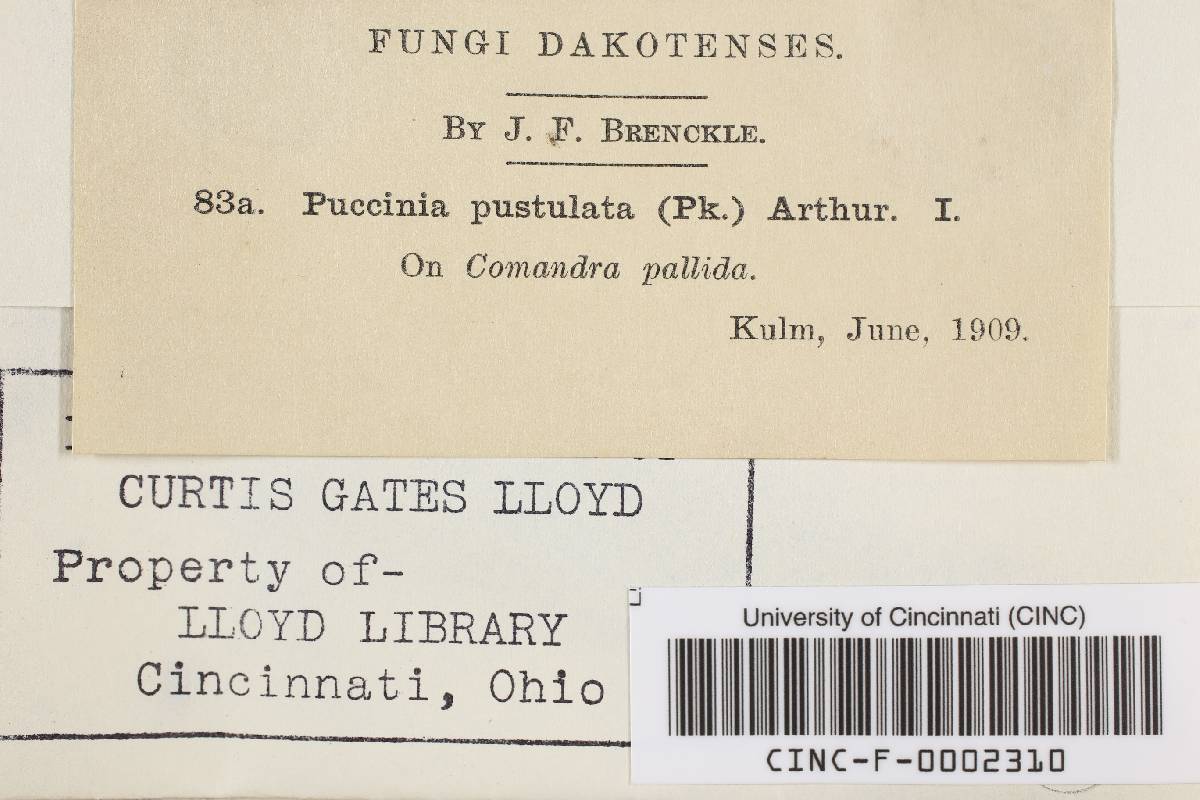 FUNGI DAKOTENSES.
By J. F. Brenckle.
83a. Puccinia pustulata (Pk.) Arthur. I.
On Comandra pallida.
Kulm, June, 1909.
CURTIS GATES LLOYD
Property of-
LLOYD LIBRARY
Cincinnati, Ohio
University of Cincinnati (CINC)
CINC-F-0002310